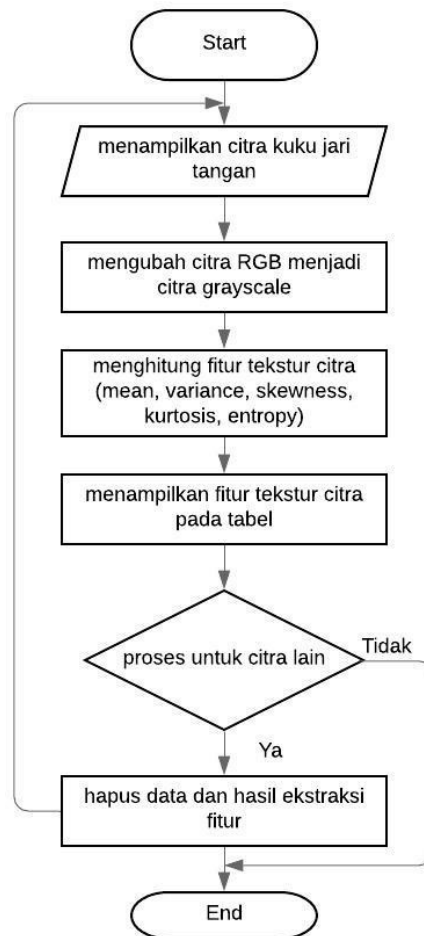 Start
menampilkan citra kuku jari
tangan
mengubah citra RGB menjadi
citra grayscale
menghitung fitur tekstur citra
(mean, variance, skewness,
kurtosis, entropy)
menampilkan fitur tekstur citra
pada tabel
proses untuk citra lain
Tidak
Ya
hapus data dan hasil ekstraksi
fitur
End